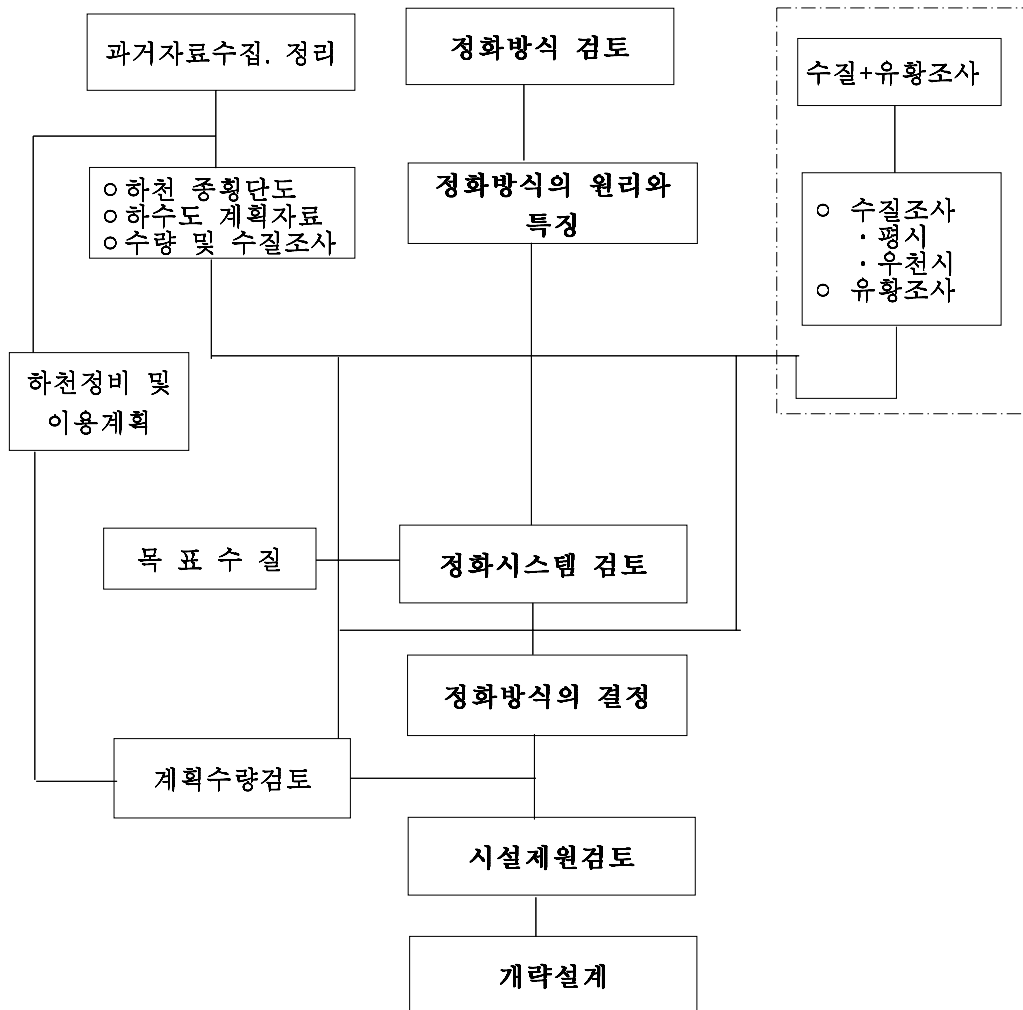 과거자료수집. 정리
정화방식 검토
수질+유황조사
○ 하천 종횡단도
○ 하수도 계획자료
○ 수량 및 수질조사
정화방식의 원리와
특징
○ 수질조사
· 평시
· 우천시
○ 유황조사
하천정비 및
이용계획
목 표 수 질
정화시스템 검토
정화방식의 결정
계획수량검토
시설제원검토
개략설계